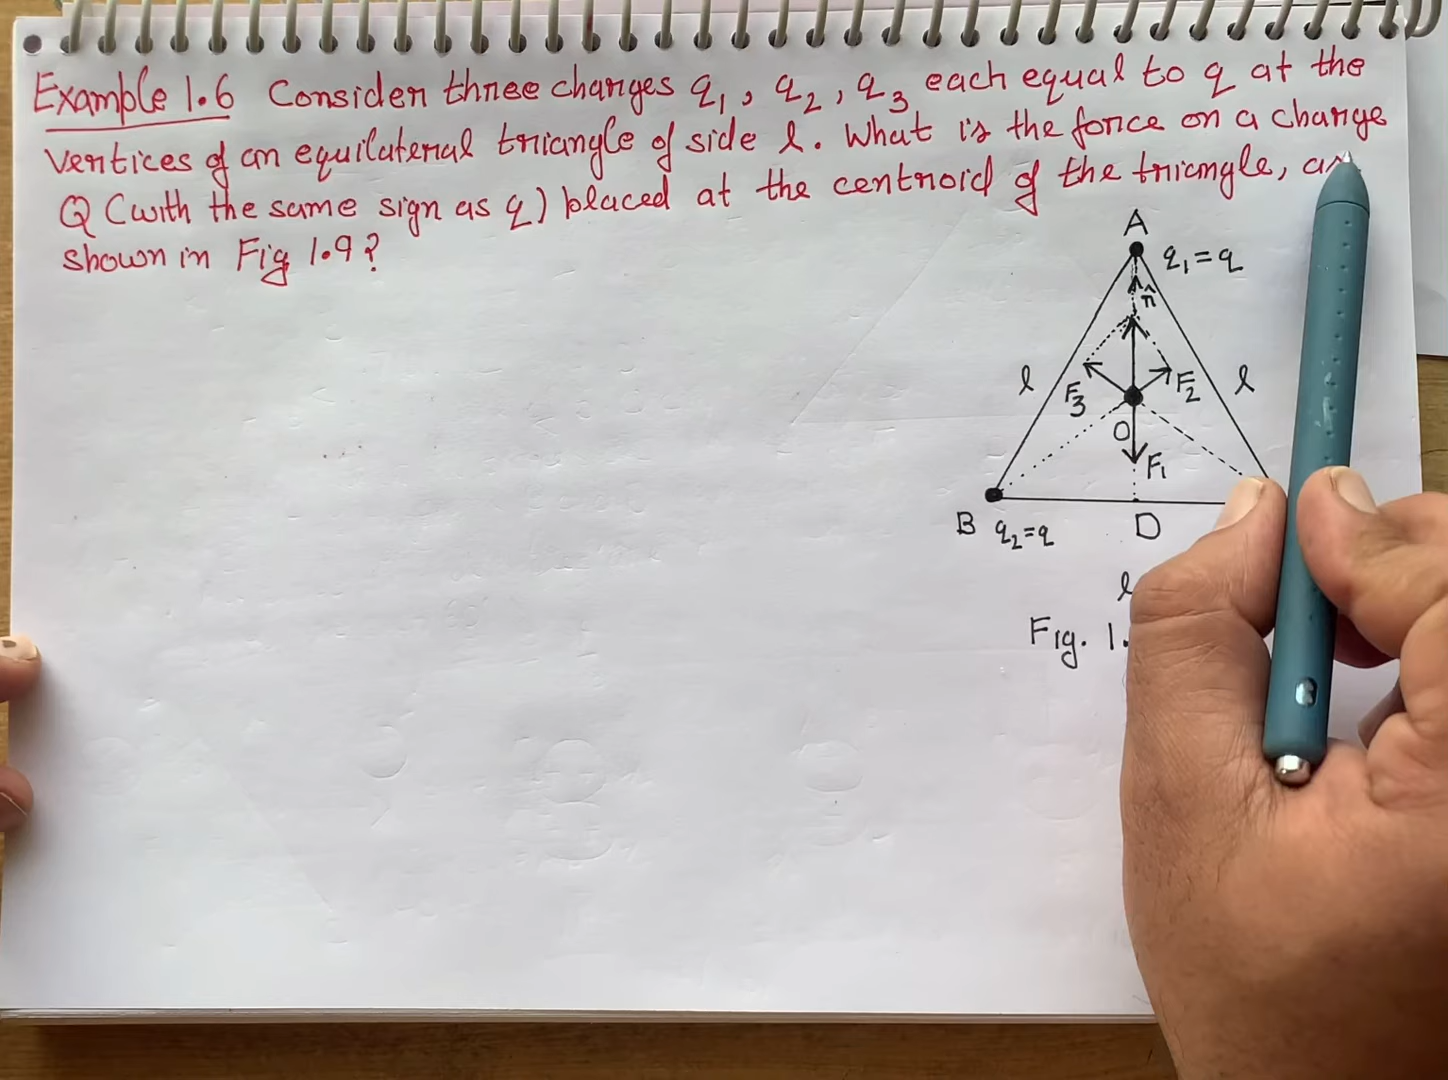 Example 1.6 Consider three charges q₁, q₂, q₃ each equal to q at the
vertices of an equilateral triangle of side l. What is the force on a charge
Q (with the same sign as q) placed at the centroid of the triangle, as
shown in Fig 1.9?
A
q₁=q
r̂
l
F₃
F₂
l
O
F₁
B q₂=q
D
l
Fig. 1.